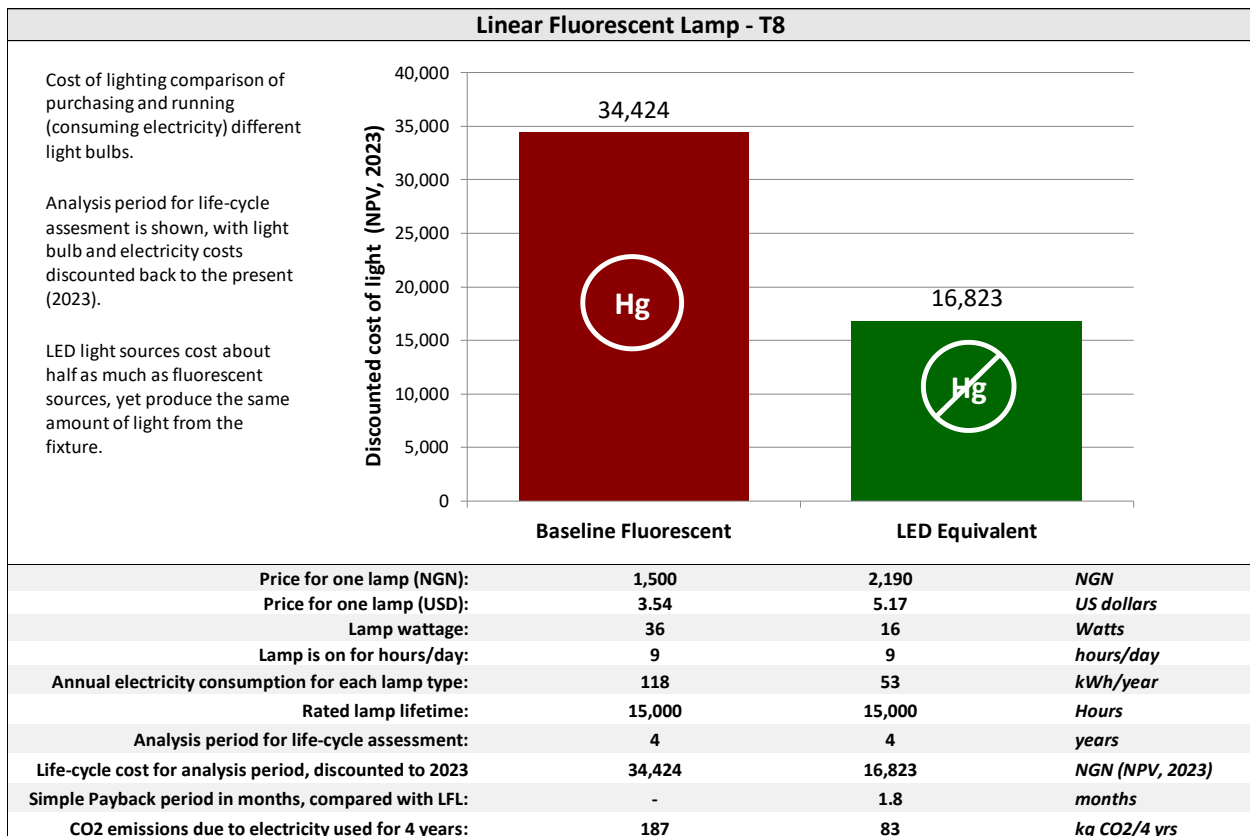 Linear Fluorescent Lamp - T8
Cost of lighting comparison of
purchasing and running
(consuming electricity) different
light bulbs.
Analysis period for life-cycle
assesment is shown, with light
bulb and electricity costs
discounted back to the present
(2023).
LED light sources cost about
half as much as fluorescent
sources, yet produce the same
amount of light from the
fixture.
Discounted cost of light (NPV, 2023)
40,000
35,000
30,000
25,000
20,000
15,000
10,000
5,000
0
34,424
Hg
16,823
Hg
Baseline Fluorescent LED Equivalent
Price for one lamp (NGN): 1,500 2,190 NGN
Price for one lamp (USD): 3.54 5.17 US dollars
Lamp wattage: 36 16 Watts
Lamp is on for hours/day: 9 9 hours/day
Annual electricity consumption for each lamp type: 118 53 kWh/year
Rated lamp lifetime: 15,000 15,000 Hours
Analysis period for life-cycle assessment: 4 4 years
Life-cycle cost for analysis period, discounted to 2023 34,424 16,823 NGN (NPV, 2023)
Simple Payback period in months, compared with LFL: - 1.8 months
CO2 emissions due to electricity used for 4 years: 187 83 kg CO2/4 yrs